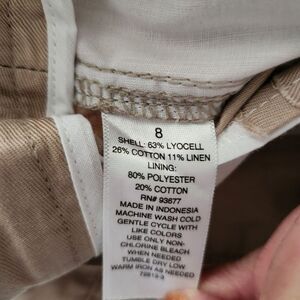 8
SHELL: 63% LYOCELL
26% COTTON 11% LINEN
LINING:
80% POLYESTER
20% COTTON
RN# 93677
MADE IN INDONESIA
MACHINE WASH COLD
GENTLE CYCLE WITH
LIKE COLORS
USE ONLY NON-
CHLORINE BLEACH
WHEN NEEDED
TUMBLE DRY LOW
WARM IRON AS NEEDED